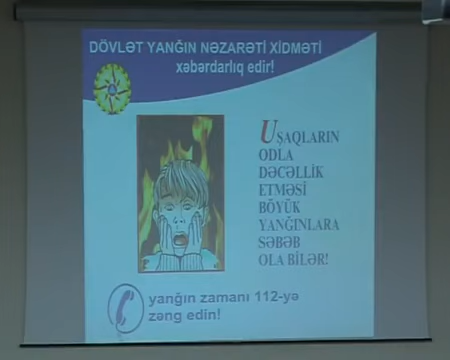 DÖVLƏT YANĞIN NƏZARƏTİ XİDMƏTİ
xəbərdarlıq edir!
UŞAQLARIN
ODLA
DƏCƏLLİK
ETMƏSİ
BÖYÜK
YANĞINLARA
SƏBƏB
OLA BİLƏR!
yanğın zamanı 112-yə
zəng edin!